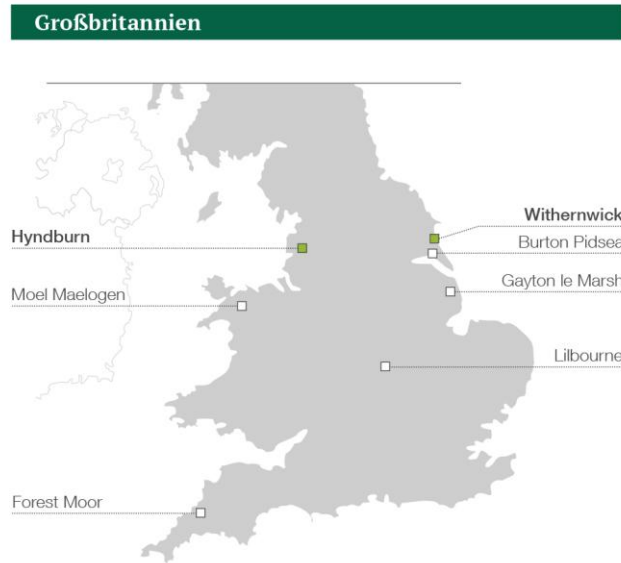 Großbritannien
Withernwick
Hyndburn
Burton Pidsea
Gayton le Marsh
Moel Maelogen
Lilbourne
Forest Moor